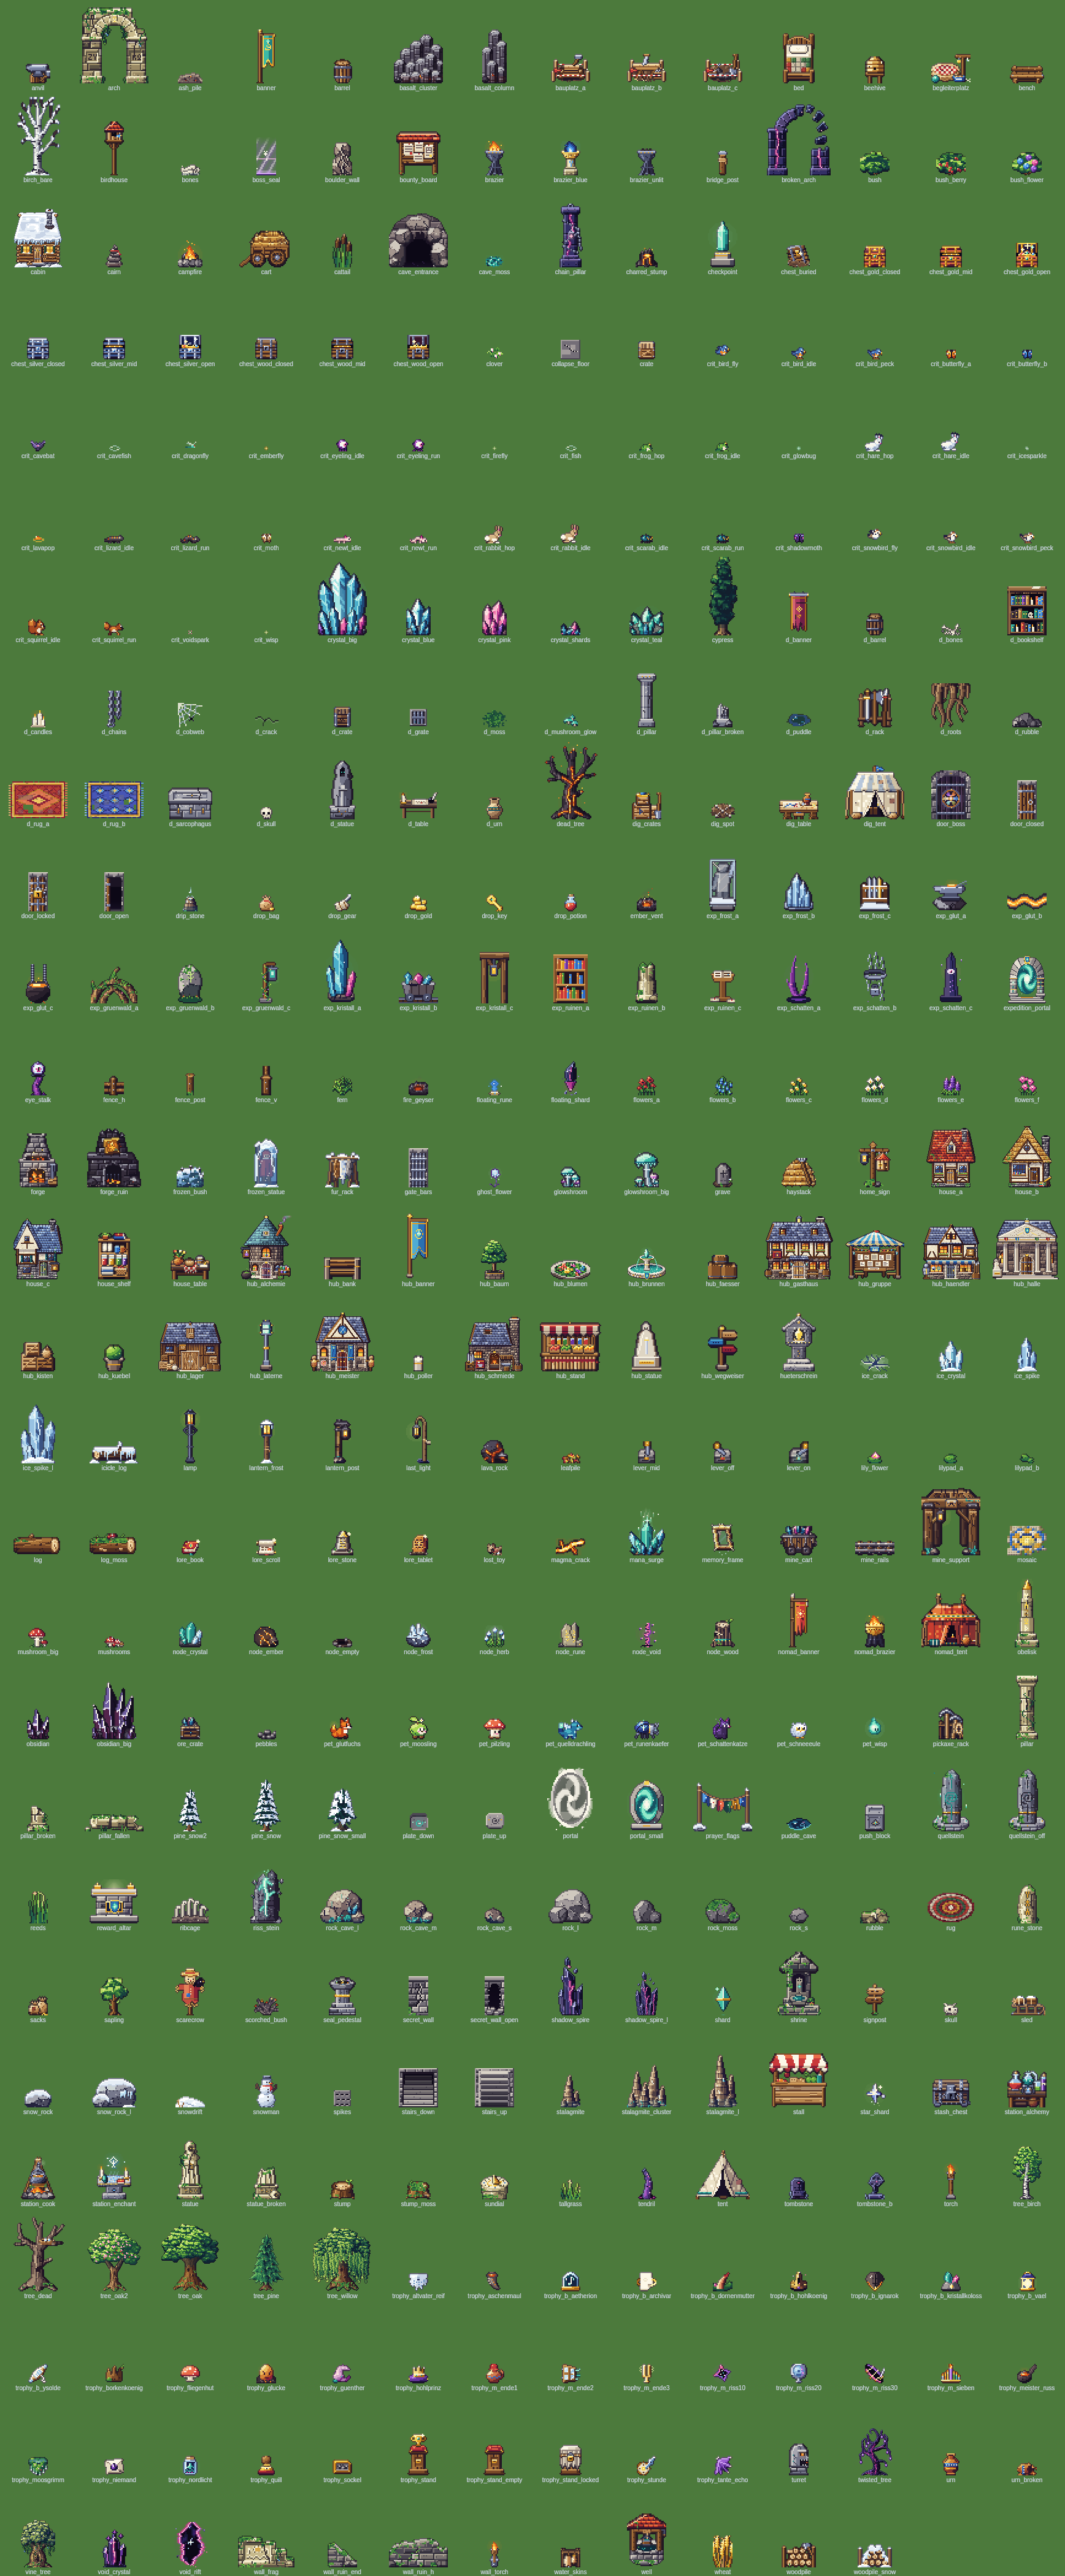 anvil arch ash_pile banner barrel basalt_cluster basalt_column bauplatz_a bauplatz_b bauplatz_c bed beehive begleiterplatz bench
birch_bare birdhouse bones boss_seal boulder_wall bounty_board brazier brazier_blue brazier_unlit bridge_post broken_arch bush bush_berry bush_flower
cabin cairn campfire cart cattail cave_entrance cave_moss chain_pillar charred_stump checkpoint chest_buried chest_gold_closed chest_gold_mid chest_gold_open
chest_silver_closed chest_silver_mid chest_silver_open chest_wood_closed chest_wood_mid chest_wood_open clover collapse_floor crate crit_bird_fly crit_bird_idle crit_bird_peck crit_butterfly_a crit_butterfly_b
crit_cavebat crit_cavefish crit_dragonfly crit_emberfly crit_eyeling_idle crit_eyeling_run crit_firefly crit_fish crit_frog_hop crit_frog_idle crit_glowbug crit_hare_hop crit_hare_idle crit_icesparkle
crit_lavapop crit_lizard_idle crit_lizard_run crit_moth crit_newt_idle crit_newt_run crit_rabbit_hop crit_rabbit_idle crit_scarab_idle crit_scarab_run crit_shadowmoth crit_snowbird_fly crit_snowbird_idle crit_snowbird_peck
crit_squirrel_idle crit_squirrel_run crit_voidspark crit_wisp crystal_big crystal_blue crystal_pink crystal_shards crystal_teal cypress d_banner d_barrel d_bones d_bookshelf
d_candles d_chains d_cobweb d_crack d_crate d_grate d_moss d_mushroom_glow d_pillar d_pillar_broken d_puddle d_rack d_roots d_rubble
d_rug_a d_rug_b d_sarcophagus d_skull d_statue d_table d_urn dead_tree dig_crates dig_spot dig_table dig_tent door_boss door_closed
door_locked door_open drip_stone drop_bag drop_gear drop_gold drop_key drop_potion ember_vent exp_frost_a exp_frost_b exp_frost_c exp_glut_a exp_glut_b
exp_glut_c exp_gruenwald_a exp_gruenwald_b exp_gruenwald_c exp_kristall_a exp_kristall_b exp_kristall_c exp_ruinen_a exp_ruinen_b exp_ruinen_c exp_schatten_a exp_schatten_b exp_schatten_c expedition_portal
eye_stalk fence_h fence_post fence_v fern fire_geyser floating_rune floating_shard flowers_a flowers_b flowers_c flowers_d flowers_e flowers_f
forge forge_ruin frozen_bush frozen_statue fur_rack gate_bars ghost_flower glowshroom glowshroom_big grave haystack home_sign house_a house_b
house_c house_shelf house_table hub_alchemie hub_bank hub_banner hub_baum hub_blumen hub_brunnen hub_faesser hub_gasthaus hub_gruppe hub_haendler hub_halle
hub_kisten hub_kuebel hub_lager hub_laterne hub_meister hub_poller hub_schmiede hub_stand hub_statue hub_wegweiser hueterschrein ice_crack ice_crystal ice_spike
ice_spike_l icicle_log lamp lantern_frost lantern_post last_light lava_rock leafpile lever_mid lever_off lever_on lily_flower lilypad_a lilypad_b
log log_moss lore_book lore_scroll lore_stone lore_tablet lost_toy magma_crack mana_surge memory_frame mine_cart mine_rails mine_support mosaic
mushroom_big mushrooms node_crystal node_ember node_empty node_frost node_herb node_rune node_void node_wood nomad_banner nomad_brazier nomad_tent obelisk
obsidian obsidian_big ore_crate pebbles pet_glutfuchs pet_moosling pet_pilzling pet_quelldrachling pet_runenkaefer pet_schattenkatze pet_schneeeule pet_wisp pickaxe_rack pillar
pillar_broken pillar_fallen pine_snow2 pine_snow pine_snow_small plate_down plate_up portal portal_small prayer_flags puddle_cave push_block quellstein quellstein_off
reeds reward_altar ribcage riss_stein rock_cave_l rock_cave_m rock_cave_s rock_l rock_m rock_moss rock_s rubble rug rune_stone
sacks sapling scarecrow scorched_bush seal_pedestal secret_wall secret_wall_open shadow_spire shadow_spire_l shard shrine signpost skull sled
snow_rock snow_rock_l snowdrift snowman spikes stairs_down stairs_up stalagmite stalagmite_cluster stalagmite_l stall star_shard stash_chest station_alchemy
station_cook station_enchant statue statue_broken stump stump_moss sundial tallgrass tendril tent tombstone tombstone_b torch tree_birch
tree_dead tree_oak2 tree_oak tree_pine tree_willow trophy_altvater_reif trophy_aschenmaul trophy_b_aetherion trophy_b_archivar trophy_b_dornenmutter trophy_b_hohlkoenig trophy_b_ignarok trophy_b_kristallkoloss trophy_b_vael
trophy_b_ysolde trophy_borkenkoenig trophy_fliegenhut trophy_glucke trophy_guenther trophy_hohlprinz trophy_m_ende1 trophy_m_ende2 trophy_m_ende3 trophy_m_riss10 trophy_m_riss20 trophy_m_riss30 trophy_m_sieben trophy_meister_russ
trophy_moosgrimm trophy_niemand trophy_nordlicht trophy_quill trophy_sockel trophy_stand trophy_stand_empty trophy_stand_locked trophy_stunde trophy_tante_echo turret twisted_tree urn urn_broken
vine_tree void_crystal void_rift wall_frag wall_ruin_end wall_ruin_h wall_torch water_skins well wheat woodpile woodpile_snow